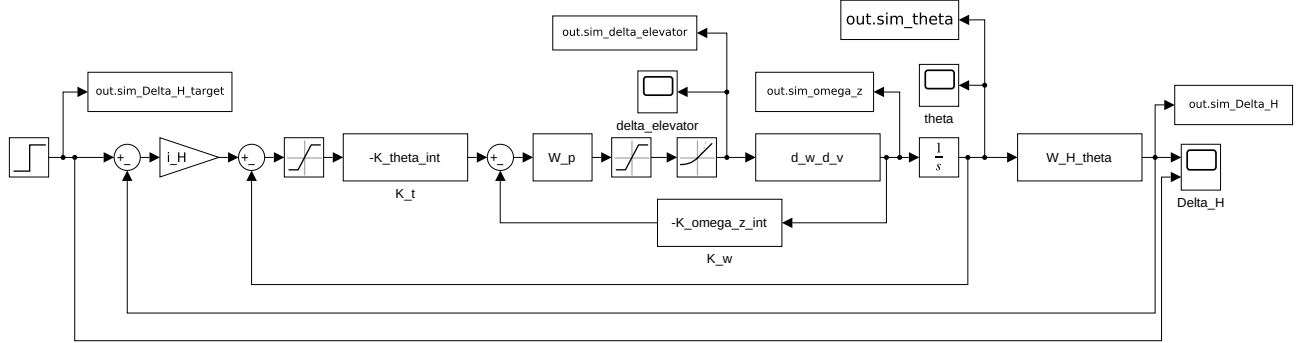 out.sim_theta
out.sim_delta_elevator
out.sim_Delta_H_target
out.sim_omega_z
out.sim_Delta_H
delta_elevator
theta
+_
i_H
+_
-K_theta_int
K_t
+_
W_p
d_w_d_v
1
s
W_H_theta
Delta_H
-K_omega_z_int
K_w